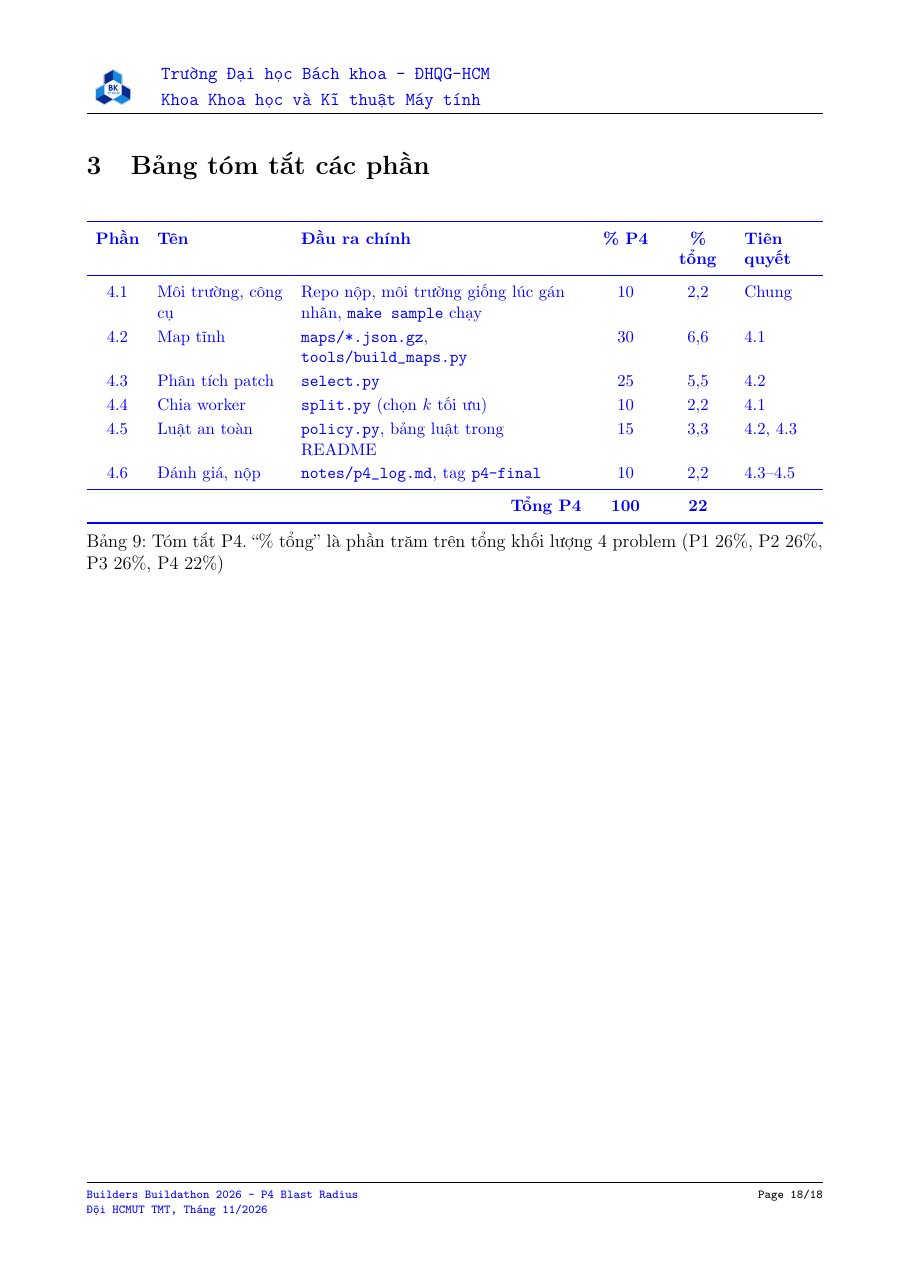 BK
Trường Đại học Bách khoa - ĐHQG-HCM
Khoa Khoa học và Kĩ thuật Máy tính
3 Bảng tóm tắt các phần
Phần Tên Đầu ra chính % P4 % tổng Tiên quyết
4.1 Môi trường, công cụ Repo nộp, môi trường giống lúc gán nhãn, make sample chạy 10 2,2 Chung
4.2 Map tĩnh maps/*.json.gz, tools/build_maps.py 30 6,6 4.1
4.3 Phân tích patch select.py 25 5,5 4.2
4.4 Chia worker split.py (chọn k tối ưu) 10 2,2 4.1
4.5 Luật an toàn policy.py, bảng luật trong README 15 3,3 4.2, 4.3
4.6 Đánh giá, nộp notes/p4_log.md, tag p4-final 10 2,2 4.3–4.5
Tổng P4 100 22
Bảng 9: Tóm tắt P4. “% tổng” là phần trăm trên tổng khối lượng 4 problem (P1 26%, P2 26%,
P3 26%, P4 22%)
Builders Buildathon 2026 - P4 Blast Radius Page 18/18
Đội HCMUT TMT, Tháng 11/2026